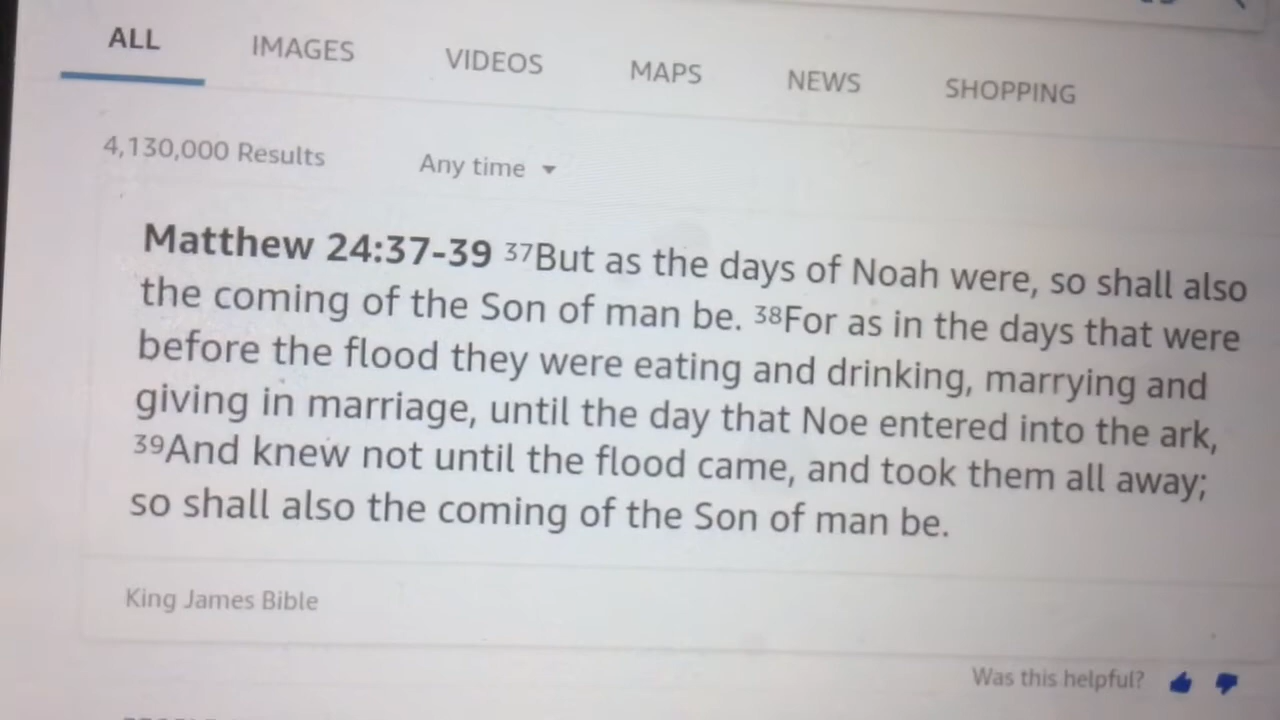 ALL IMAGES VIDEOS MAPS NEWS SHOPPING
4,130,000 Results Any time
Matthew 24:37-39 37But as the days of Noah were, so shall also
the coming of the Son of man be. 38For as in the days that were
before the flood they were eating and drinking, marrying and
giving in marriage, until the day that Noe entered into the ark,
39And knew not until the flood came, and took them all away;
so shall also the coming of the Son of man be.
King James Bible
Was this helpful?